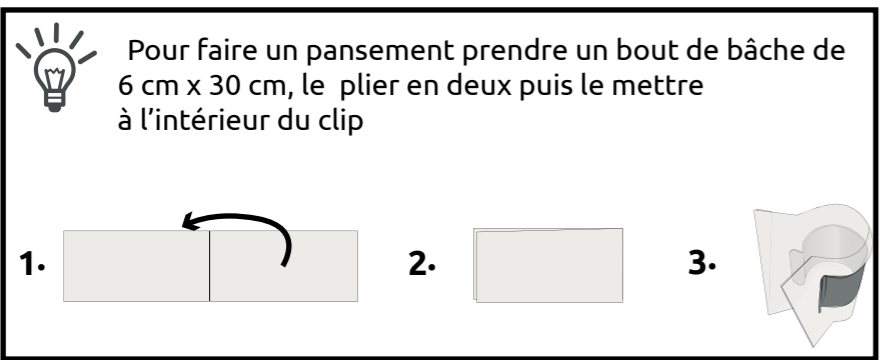 Pour faire un pansement prendre un bout de bâche de
6 cm x 30 cm, le plier en deux puis le mettre
à l’intérieur du clip
1. 2. 3.